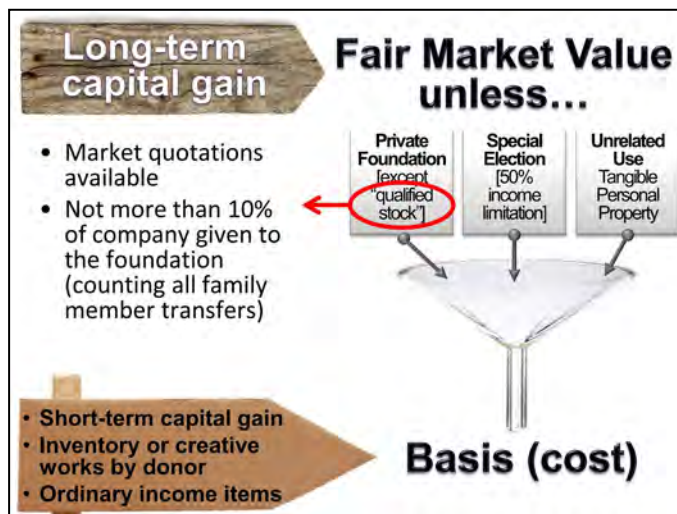 Long-term
capital gain
Fair Market Value
unless…
• Market quotations
available
• Not more than 10%
of company given to
the foundation
(counting all family
member transfers)
Private
Foundation
[except
“qualified
stock”]
Special
Election
[50%
income
limitation]
Unrelated
Use
Tangible
Personal
Property
• Short-term capital gain
• Inventory or creative
works by donor
• Ordinary income items
Basis (cost)